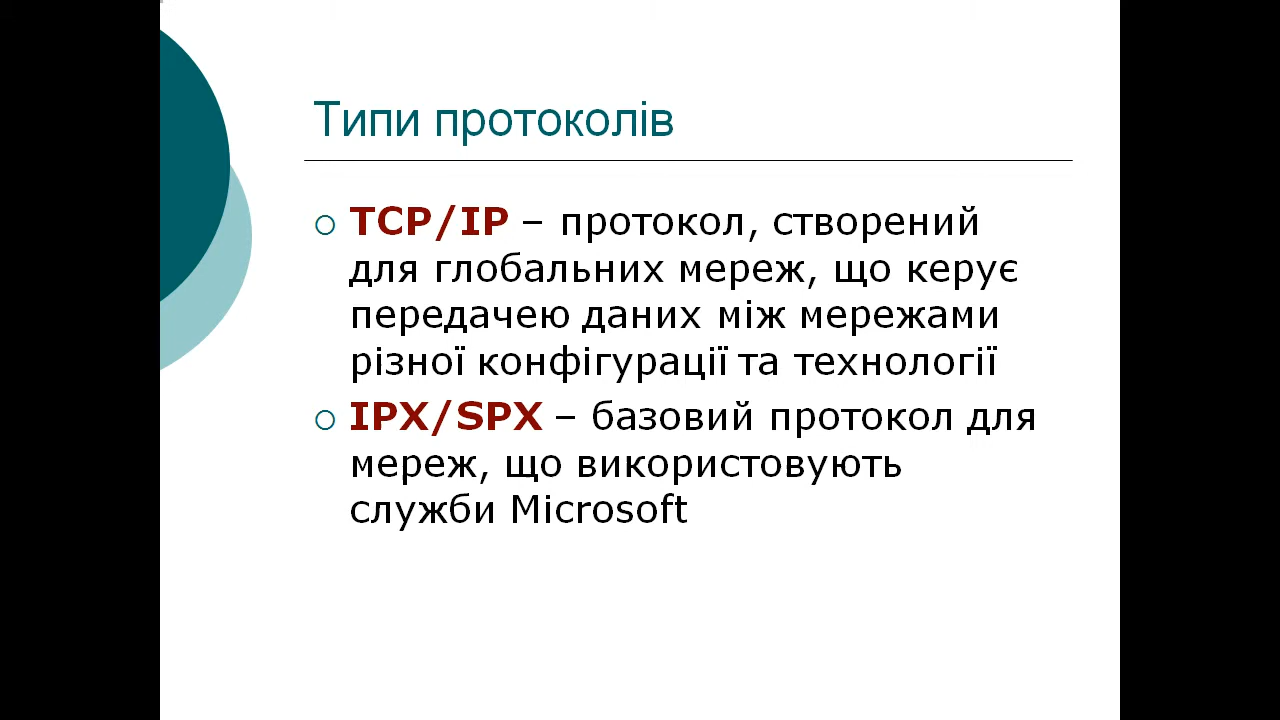 Типи протоколів
TCP/IP – протокол, створений
для глобальних мереж, що керує
передачею даних між мережами
різної конфігурації та технології
IPX/SPX – базовий протокол для
мереж, що використовують
служби Microsoft